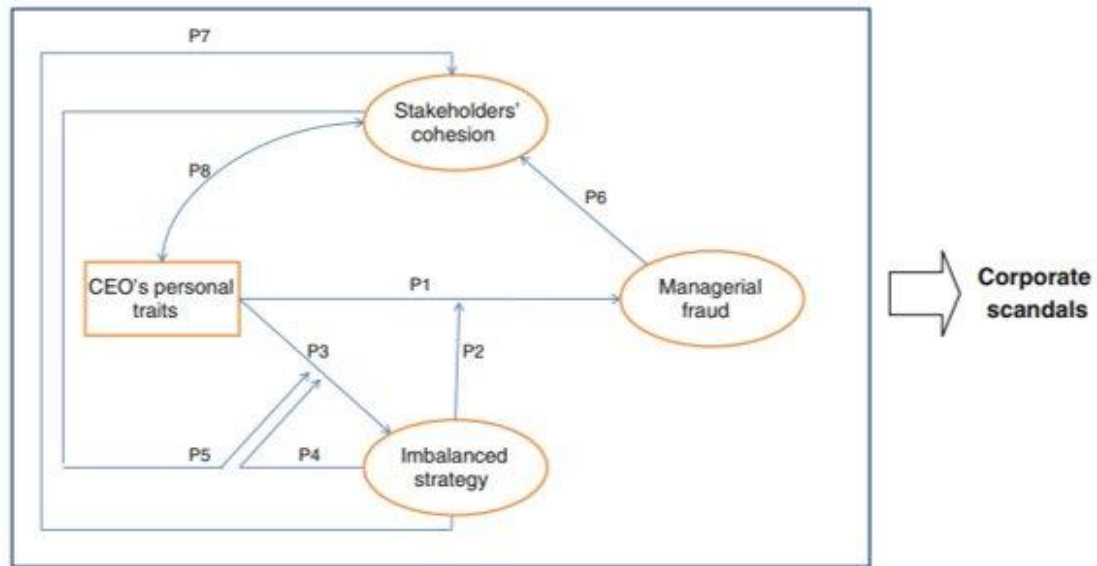 P7
Stakeholders'
cohesion
P8
P6
CEO's personal
traits
P1
Managerial
fraud
Corporate
scandals
P3
P2
P5
P4
Imbalanced
strategy